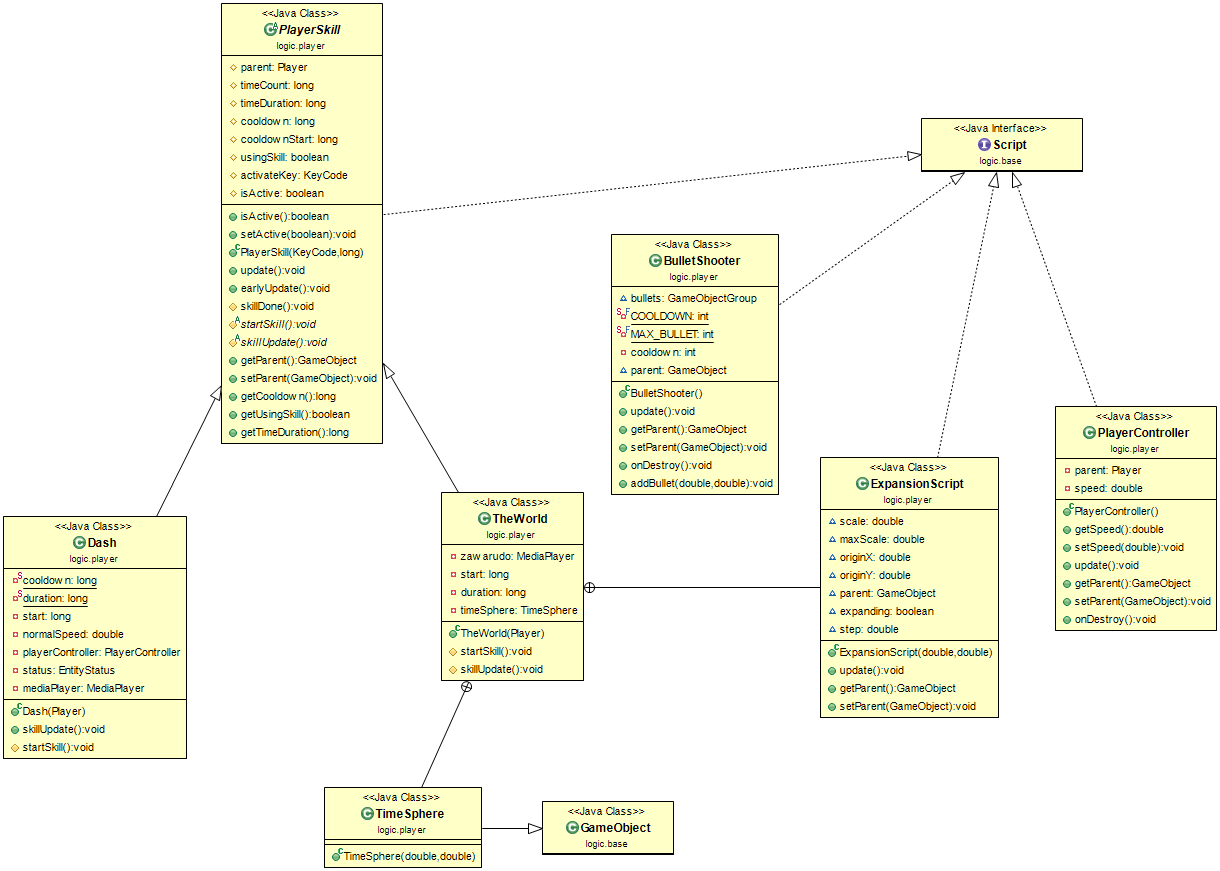 <<Java Class>>
PlayerSkill
logic.player
parent: Player
timeCount: long
timeDuration: long
cooldown: long
cooldownStart: long
usingSkill: boolean
activateKey: KeyCode
isActive: boolean
isActive():boolean
setActive(boolean):void
PlayerSkill(KeyCode,long)
update():void
earlyUpdate():void
skillDone():void
startSkill():void
skillUpdate():void
getParent():GameObject
setParent(GameObject):void
getCooldown():long
getUsingSkill():boolean
getTimeDuration():long
<<Java Interface>>
Script
logic.base
<<Java Class>>
BulletShooter
logic.player
bullets: GameObjectGroup
COOLDOWN: int
MAX_BULLET: int
cooldown: int
parent: GameObject
BulletShooter()
update():void
getParent():GameObject
setParent(GameObject):void
onDestroy():void
addBullet(double,double):void
<<Java Class>>
PlayerController
logic.player
parent: Player
speed: double
PlayerController()
getSpeed():double
setSpeed(double):void
update():void
getParent():GameObject
setParent(GameObject):void
onDestroy():void
<<Java Class>>
ExpansionScript
logic.player
scale: double
maxScale: double
originX: double
originY: double
parent: GameObject
expanding: boolean
step: double
ExpansionScript(double,double)
update():void
getParent():GameObject
setParent(GameObject):void
<<Java Class>>
TheWorld
logic.player
zawarudo: MediaPlayer
start: long
duration: long
timeSphere: TimeSphere
TheWorld(Player)
startSkill():void
skillUpdate():void
<<Java Class>>
Dash
logic.player
cooldown: long
duration: long
start: long
normalSpeed: double
playerController: PlayerController
status: EntityStatus
mediaPlayer: MediaPlayer
Dash(Player)
skillUpdate():void
startSkill():void
<<Java Class>>
TimeSphere
logic.player
TimeSphere(double,double)
<<Java Class>>
GameObject
logic.base